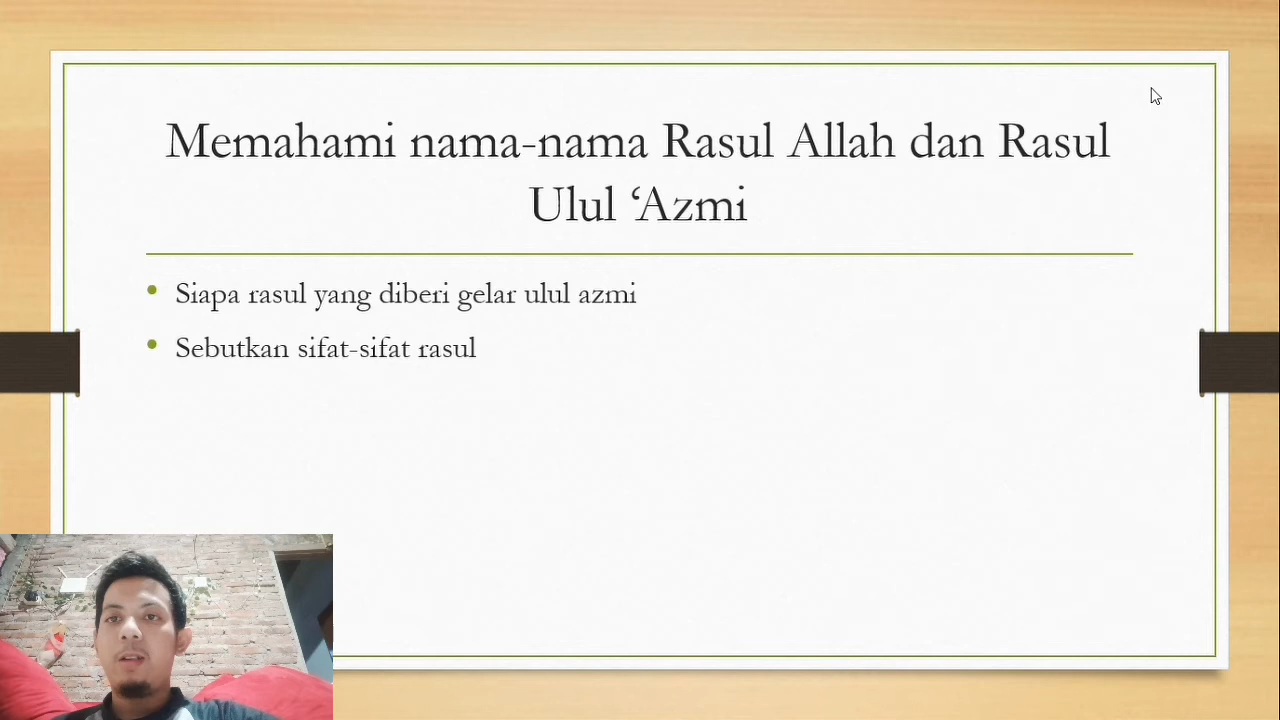 Memahami nama-nama Rasul Allah dan Rasul
Ulul ‘Azmi
• Siapa rasul yang diberi gelar ulul azmi
• Sebutkan sifat-sifat rasul